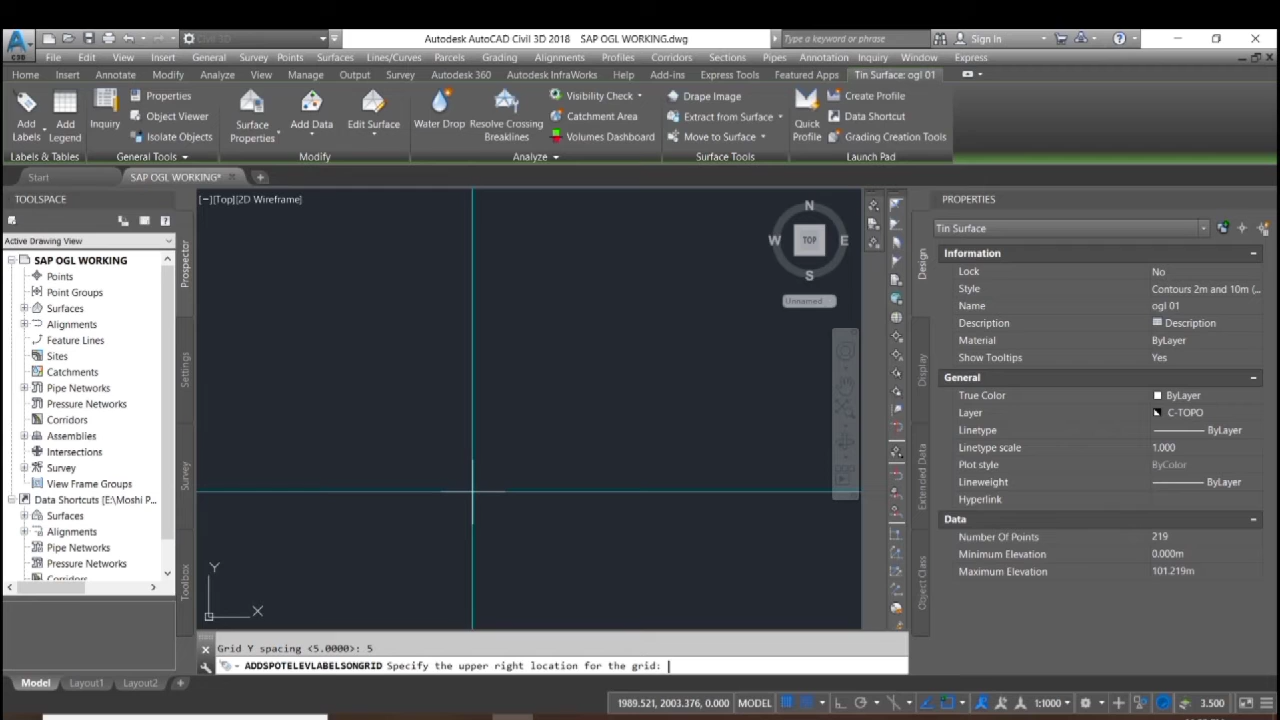 Civil 3D
Autodesk AutoCAD Civil 3D 2018 SAP OGL WORKING.dwg
Type a keyword or phrase
Sign In
C3D
File Edit View Insert General Survey Points Surfaces Lines/Curves Parcels Grading Alignments Profiles Corridors Sections Pipes Annotation Inquiry Window Express
Home Insert Annotate Modify Analyze View Manage Output Survey Autodesk 360 Autodesk InfraWorks Help Add-ins Express Tools Featured Apps Tin Surface: ogl 01
Add Labels
Add Legend
Inquiry
Properties
Object Viewer
Isolate Objects
Surface Properties
Add Data
Edit Surface
Water Drop
Resolve Crossing Breaklines
Visibility Check
Catchment Area
Volumes Dashboard
Drape Image
Extract from Surface
Move to Surface
Quick Profile
Create Profile
Data Shortcut
Grading Creation Tools
Labels & Tables General Tools Modify Analyze Surface Tools Launch Pad
Start SAP OGL WORKING*
TOOLSPACE
Active Drawing View
SAP OGL WORKING
Points
Point Groups
Surfaces
Alignments
Feature Lines
Sites
Catchments
Pipe Networks
Pressure Networks
Corridors
Assemblies
Intersections
Survey
View Frame Groups
Data Shortcuts [E:\Moshi P...
Surfaces
Alignments
Pipe Networks
Pressure Networks
Corridors
Prospector
Settings
Survey
Toolbox
[−][Top][2D Wireframe]
N
W TOP E
S
Unnamed
Y
X
Grid Y spacing <5.0000>: 5
ADDSPOTELEVLABELSONGRID Specify the upper right location for the grid:
PROPERTIES
Tin Surface
Design
Display
Extended Data
Object Class
Information
Lock No
Style Contours 2m and 10m (...
Name ogl 01
Description Description
Material ByLayer
Show Tooltips Yes
General
True Color ByLayer
Layer C-TOPO
Linetype ByLayer
Linetype scale 1.000
Plot style ByColor
Lineweight ByLayer
Hyperlink
Data
Number Of Points 219
Minimum Elevation 0.000m
Maximum Elevation 101.219m
Model Layout1 Layout2
1989.521, 2003.376, 0.000 MODEL 1:1000 3.500